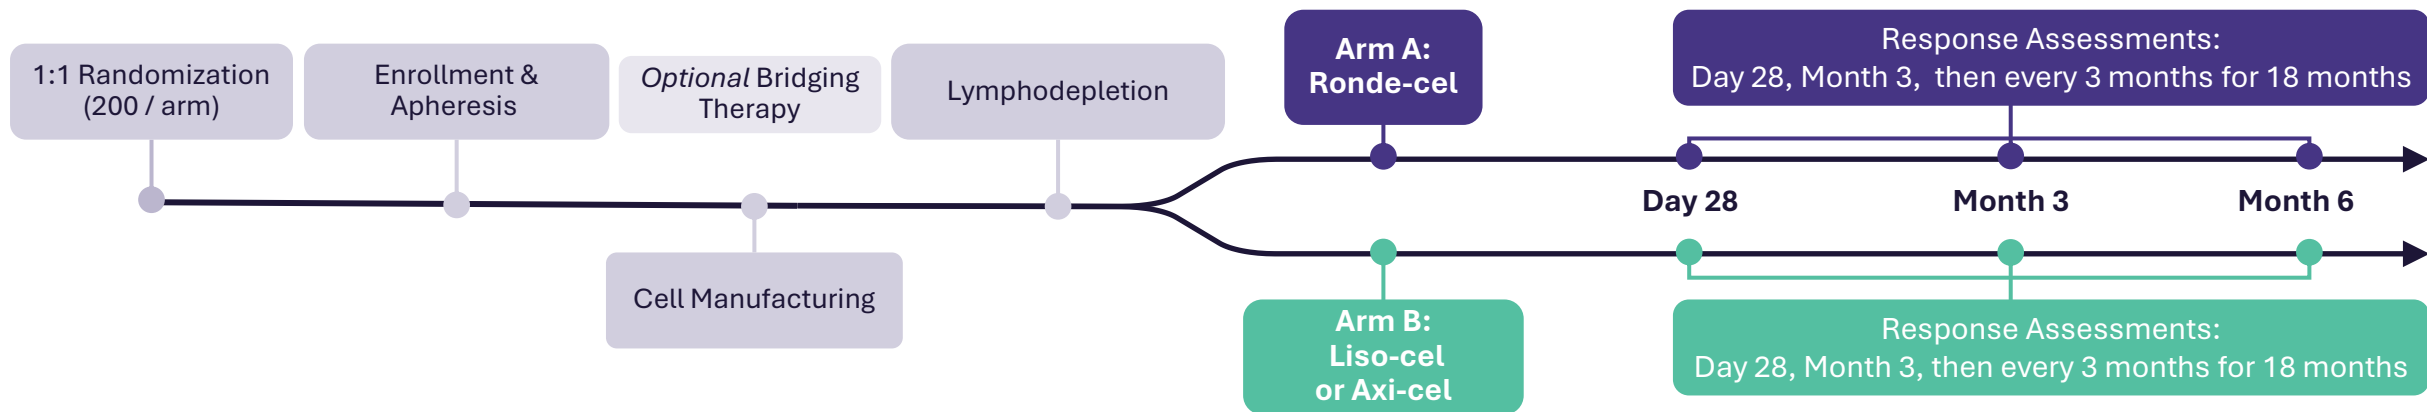 1:1 Randomization
(200 / arm)
Enrollment &
Apheresis
Optional Bridging
Therapy
Lymphodepletion
Cell Manufacturing
Arm A:
Ronde-cel
Response Assessments:
Day 28, Month 3, then every 3 months for 18 months
Day 28
Month 3
Month 6
Arm B:
Liso-cel
or Axi-cel
Response Assessments:
Day 28, Month 3, then every 3 months for 18 months